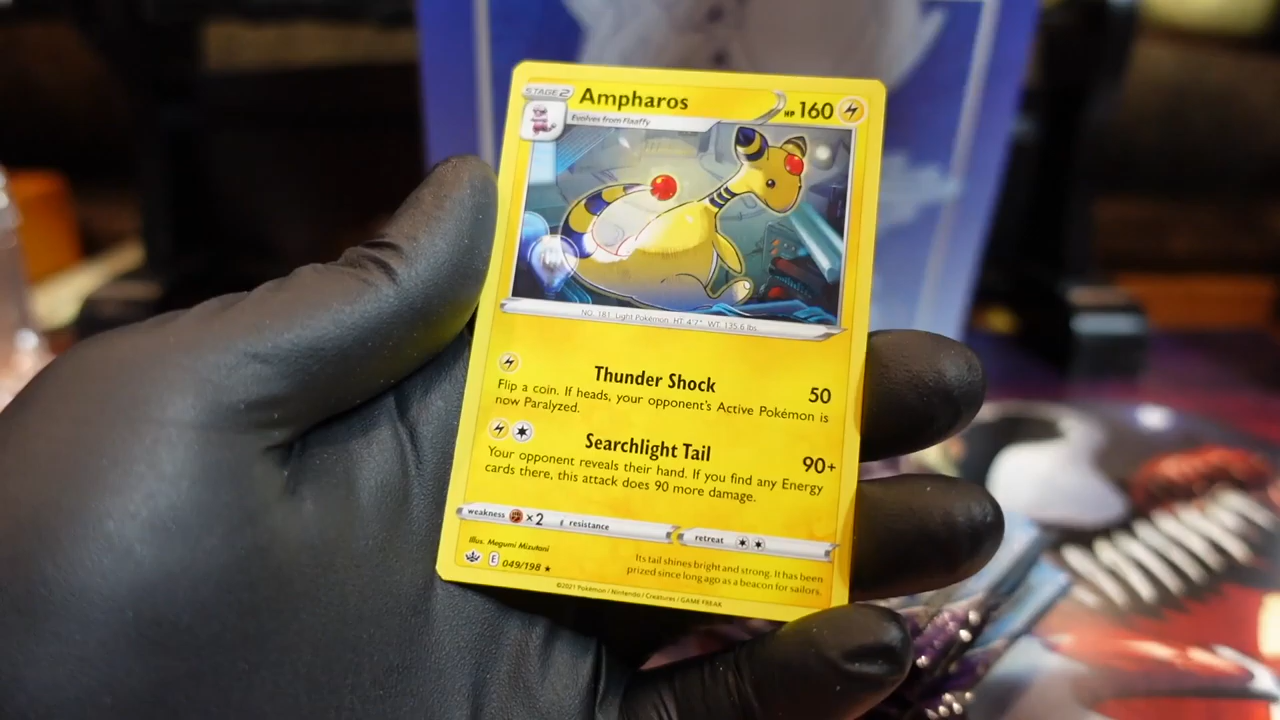 STAGE 2
Ampharos
HP 160
Evolves from Flaaffy
NO. 181 Light Pokémon HT 4'7" WT 135.6 lbs.
Thunder Shock 50
Flip a coin. If heads, your opponent's Active Pokémon is
now Paralyzed.
Searchlight Tail 90+
Your opponent reveals their hand. If you find any Energy
cards there, this attack does 90 more damage.
weakness ×2 resistance retreat
Illus. Megumi Mizutani
E 049/198 ★
Its tail shines bright and strong. It has been
prized since long ago as a beacon for sailors.
©2021 Pokémon / Nintendo / Creatures / GAME FREAK